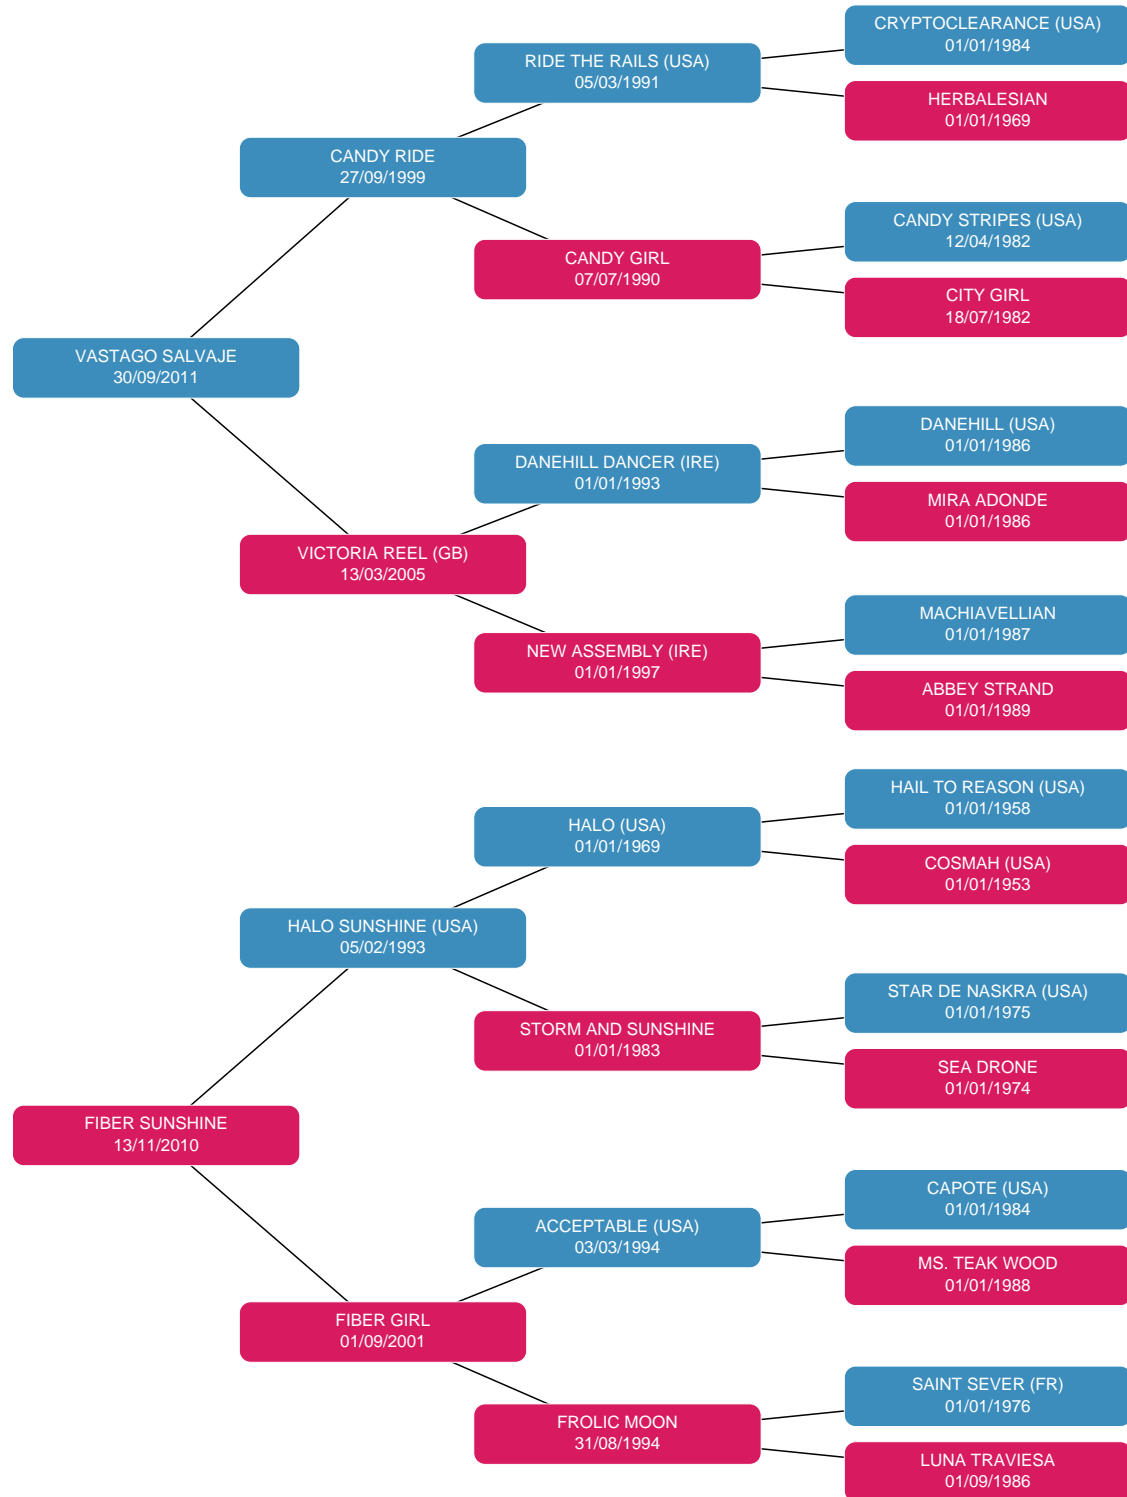 CRYPTOCLEARANCE (USA)
01/01/1984
RIDE THE RAILS (USA)
05/03/1991
HERBALESIAN
01/01/1969
CANDY RIDE
27/09/1999
CANDY STRIPES (USA)
12/04/1982
CANDY GIRL
07/07/1990
CITY GIRL
18/07/1982
VASTAGO SALVAJE
30/09/2011
DANEHILL (USA)
01/01/1986
DANEHILL DANCER (IRE)
01/01/1993
MIRA ADONDE
01/01/1986
VICTORIA REEL (GB)
13/03/2005
MACHIAVELLIAN
01/01/1987
NEW ASSEMBLY (IRE)
01/01/1997
ABBEY STRAND
01/01/1989
HAIL TO REASON (USA)
01/01/1958
HALO (USA)
01/01/1969
COSMAH (USA)
01/01/1953
HALO SUNSHINE (USA)
05/02/1993
STAR DE NASKRA (USA)
01/01/1975
STORM AND SUNSHINE
01/01/1983
SEA DRONE
01/01/1974
FIBER SUNSHINE
13/11/2010
CAPOTE (USA)
01/01/1984
ACCEPTABLE (USA)
03/03/1994
MS. TEAK WOOD
01/01/1988
FIBER GIRL
01/09/2001
SAINT SEVER (FR)
01/01/1976
FROLIC MOON
31/08/1994
LUNA TRAVIESA
01/09/1986